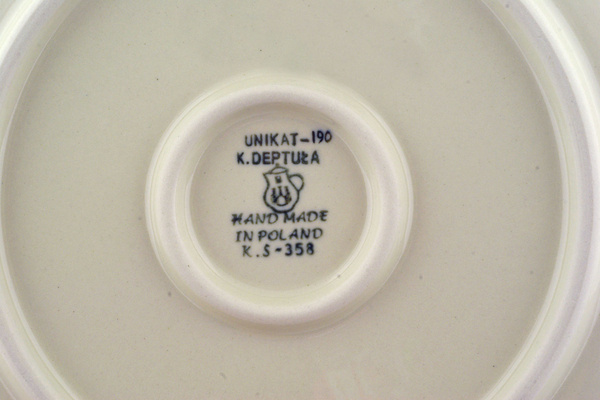 UNIKAT-190
K.DEPTUŁA
HAND MADE
IN POLAND
K.S-358